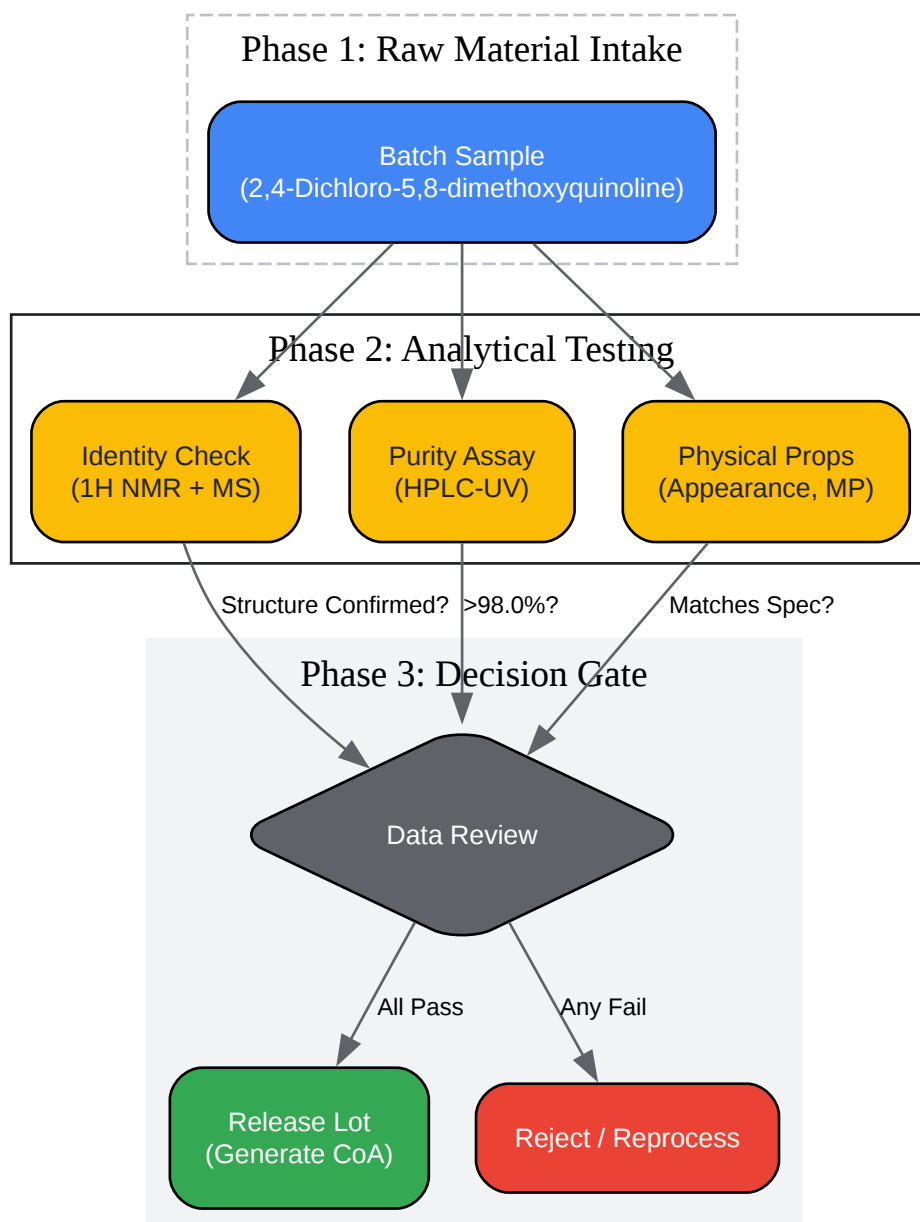 Phase 1: Raw Material Intake
Batch Sample
(2,4-Dichloro-5,8-dimethoxyquinoline)
Phase 2: Analytical Testing
Identity Check
(1H NMR + MS)
Purity Assay
(HPLC-UV)
Physical Props
(Appearance, MP)
Structure Confirmed?
>98.0%?
Matches Spec?
Phase 3: Decision Gate
Data Review
All Pass
Any Fail
Release Lot
(Generate CoA)
Reject / Reprocess